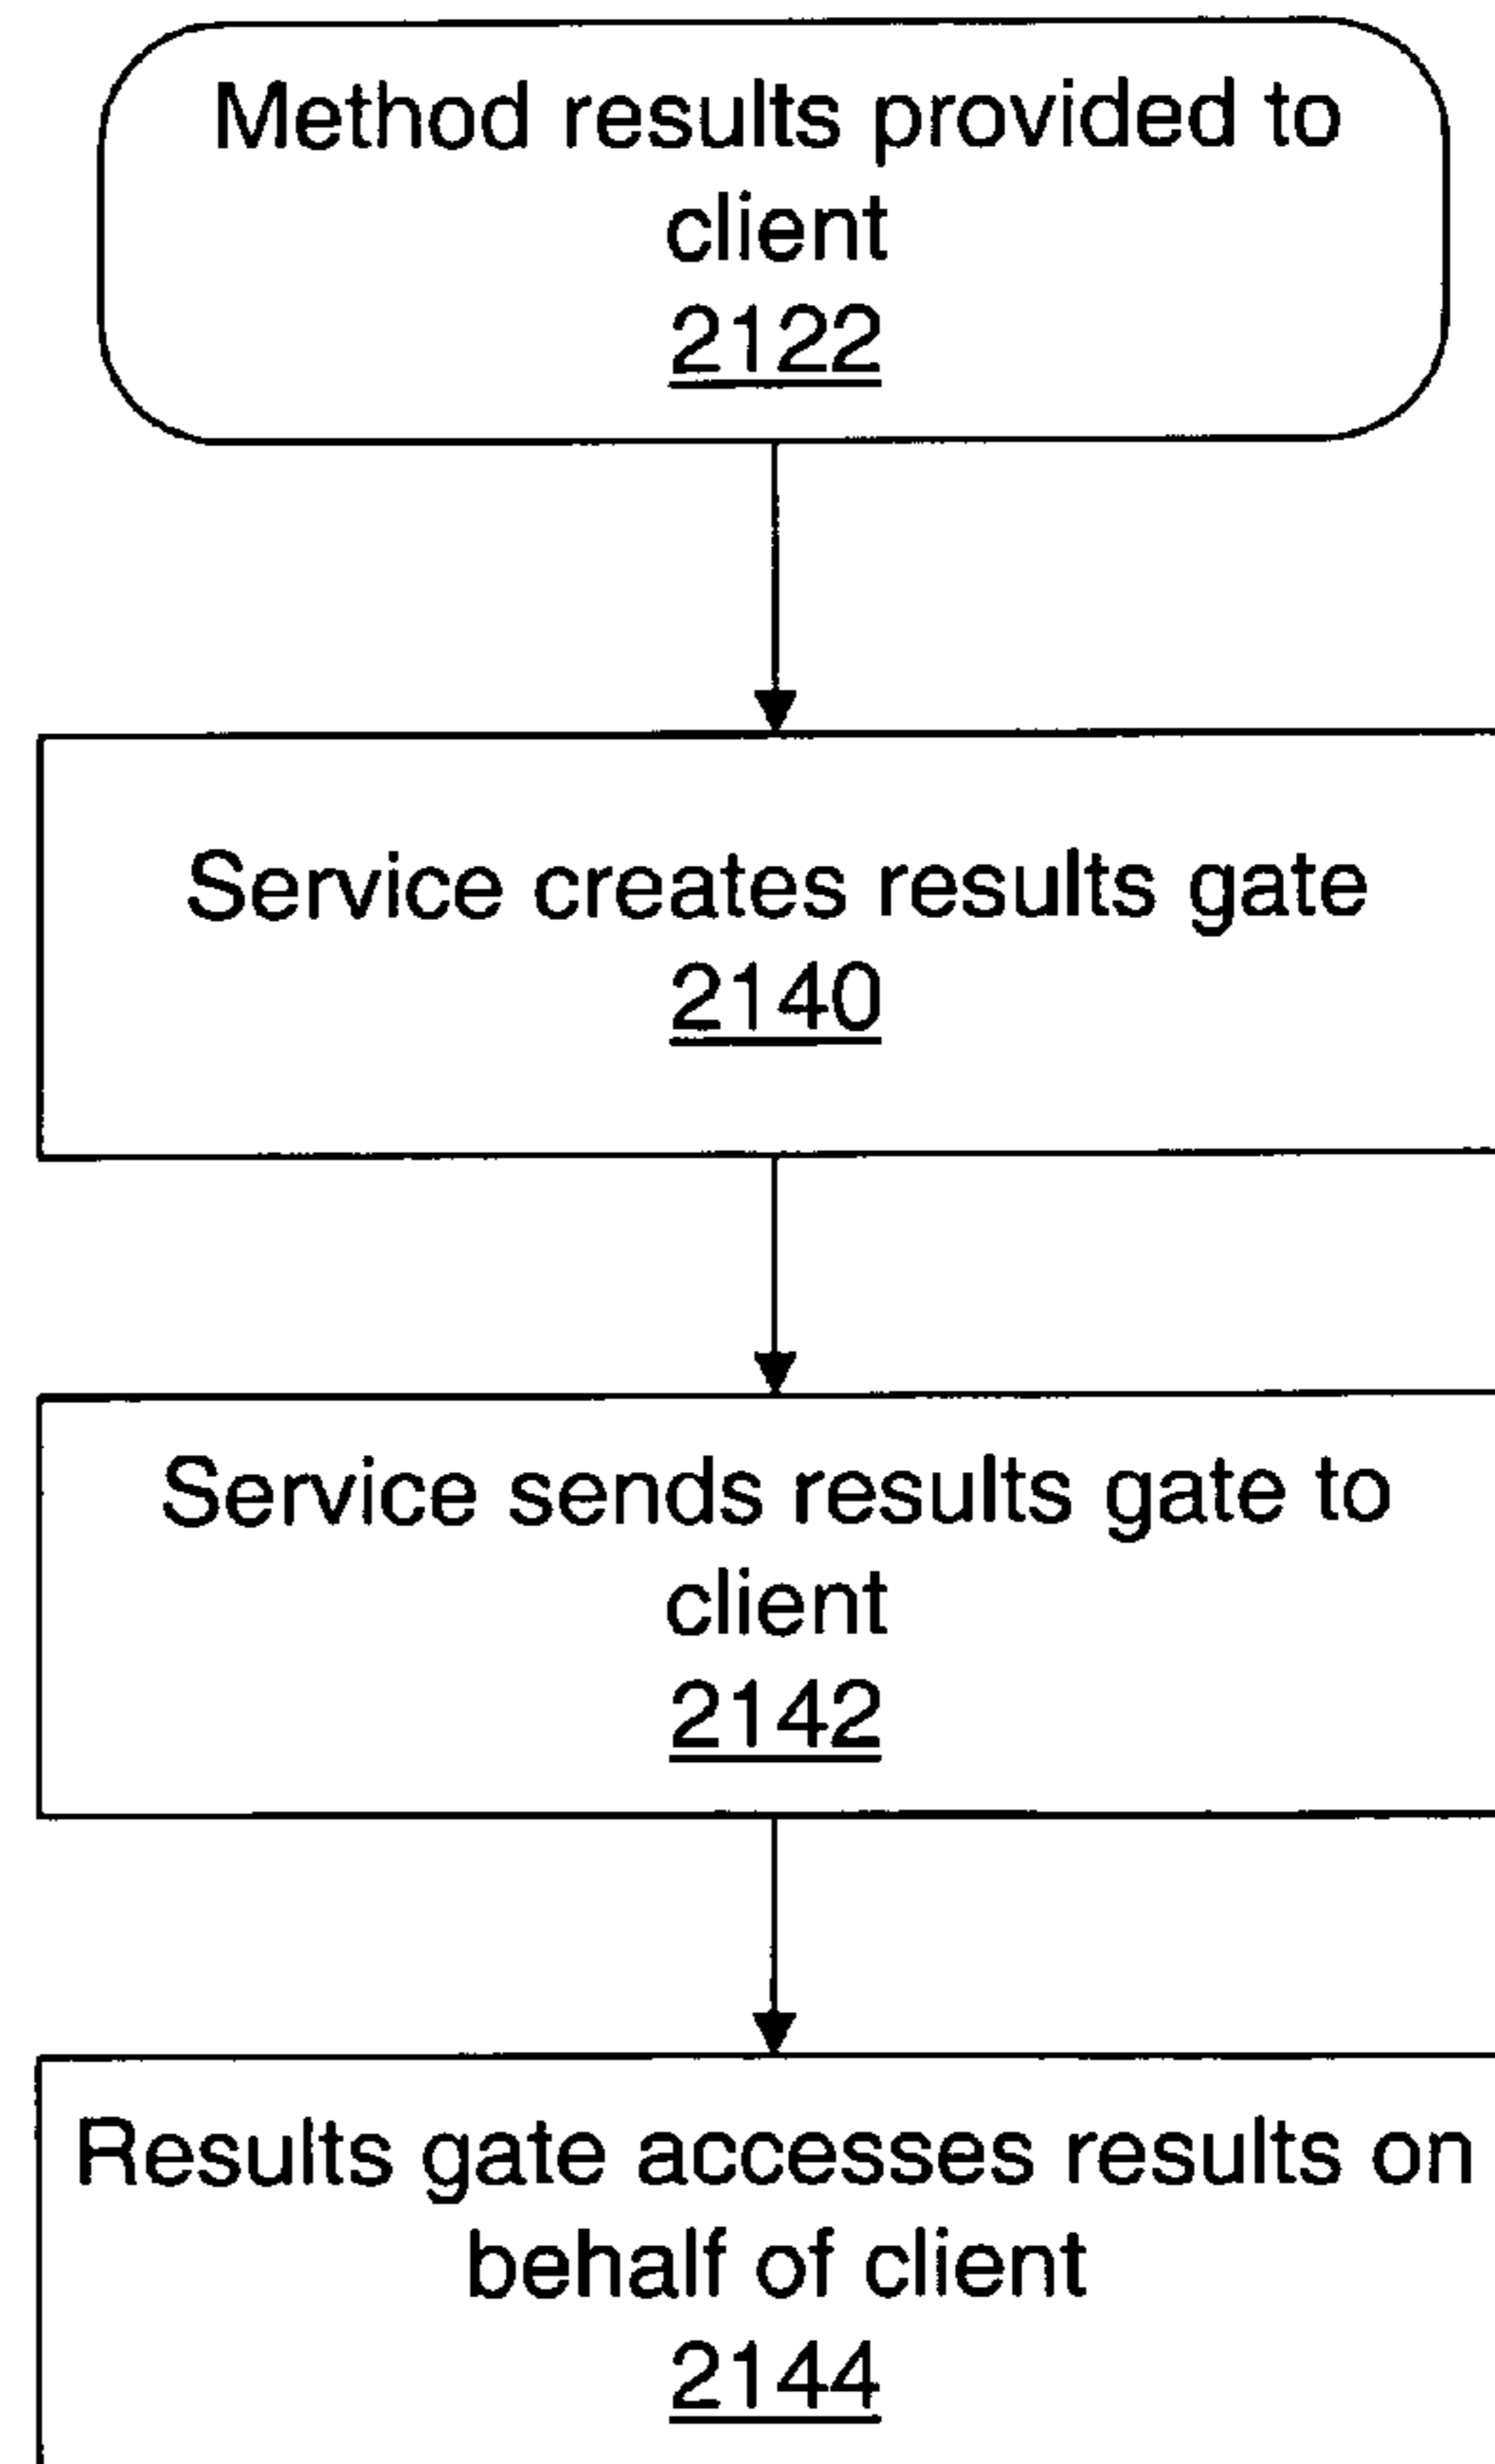 Method results provided to
client
2122
Service creates results gate
2140
Service sends results gate to
client
2142
Results gate accesses results on
behalf of client
2144